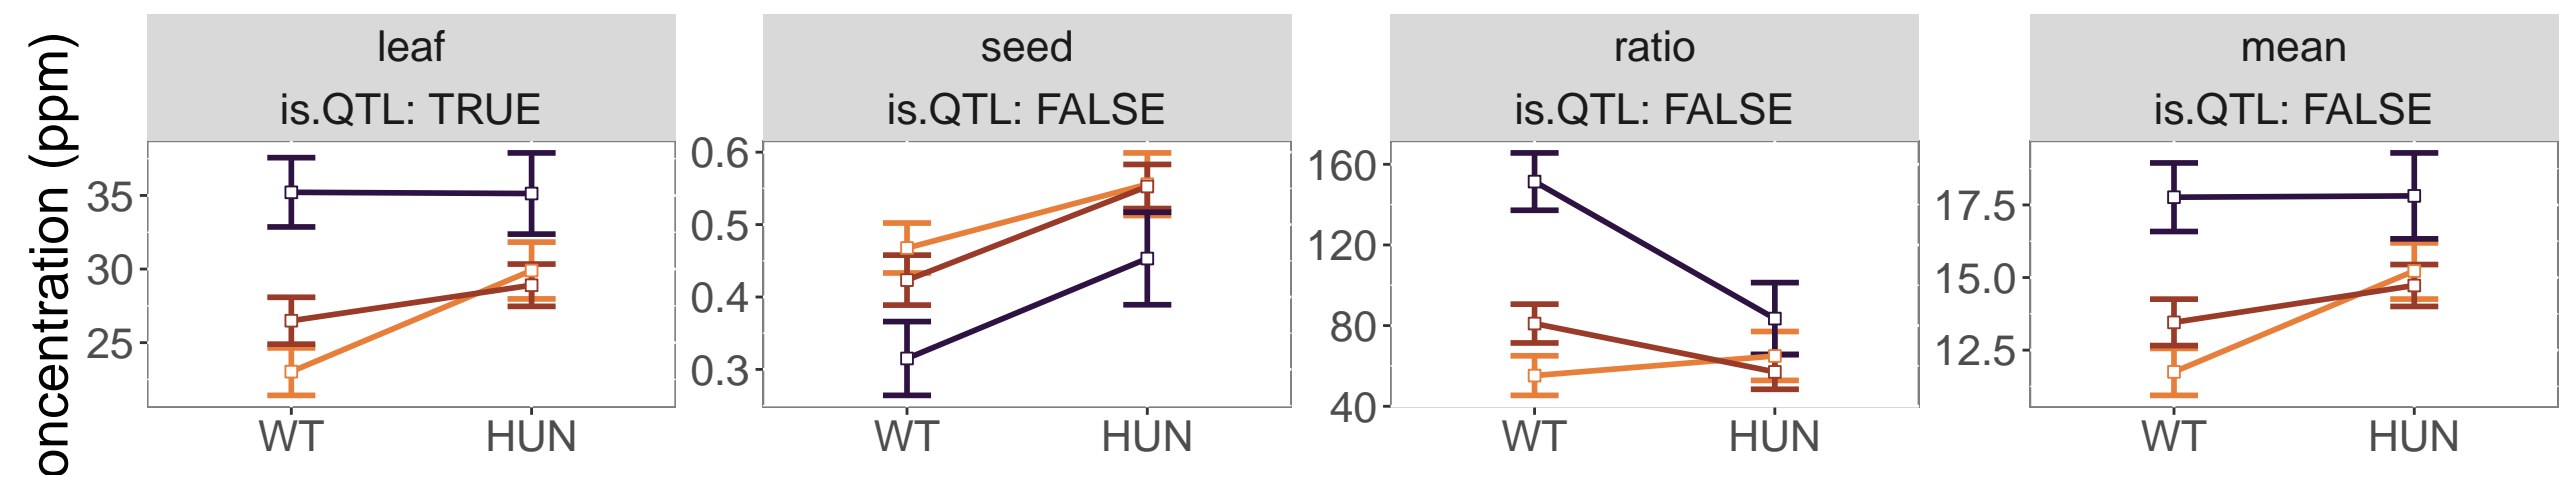 leaf
is.QTL: TRUE
seed
is.QTL: FALSE
ratio
is.QTL: FALSE
mean
is.QTL: FALSE
oncentration (ppm)
35
30
25
WT HUN
0.6
0.5
0.4
0.3
WT HUN
160
120
80
40
WT HUN
17.5
15.0
12.5
WT HUN